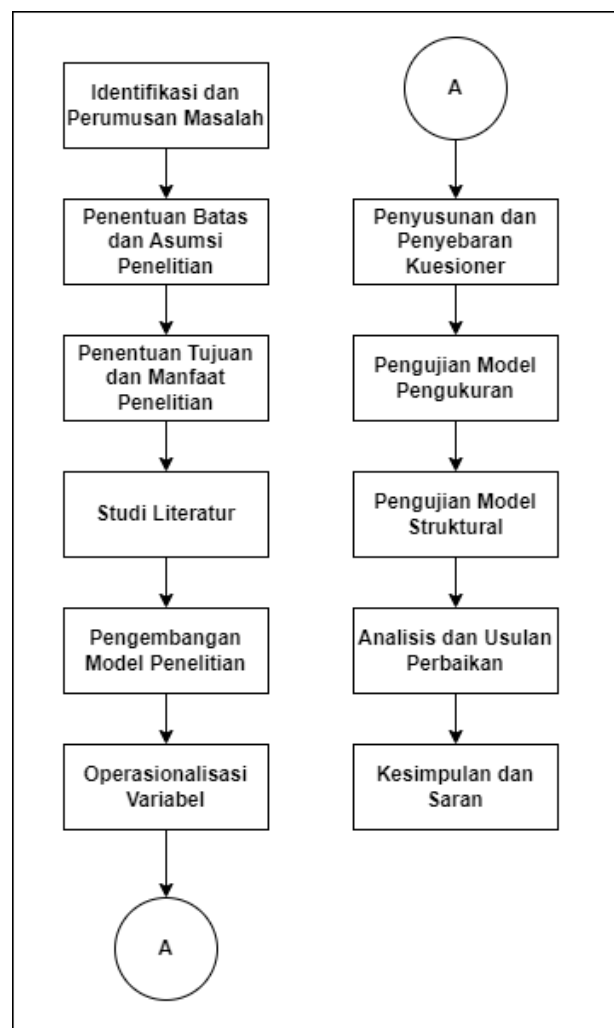 Identifikasi dan
Perumusan Masalah
Penentuan Batas
dan Asumsi
Penelitian
Penentuan Tujuan
dan Manfaat
Penelitian
Studi Literatur
Pengembangan
Model Penelitian
Operasionalisasi
Variabel
A
A
Penyusunan dan
Penyebaran
Kuesioner
Pengujian Model
Pengukuran
Pengujian Model
Struktural
Analisis dan Usulan
Perbaikan
Kesimpulan dan
Saran